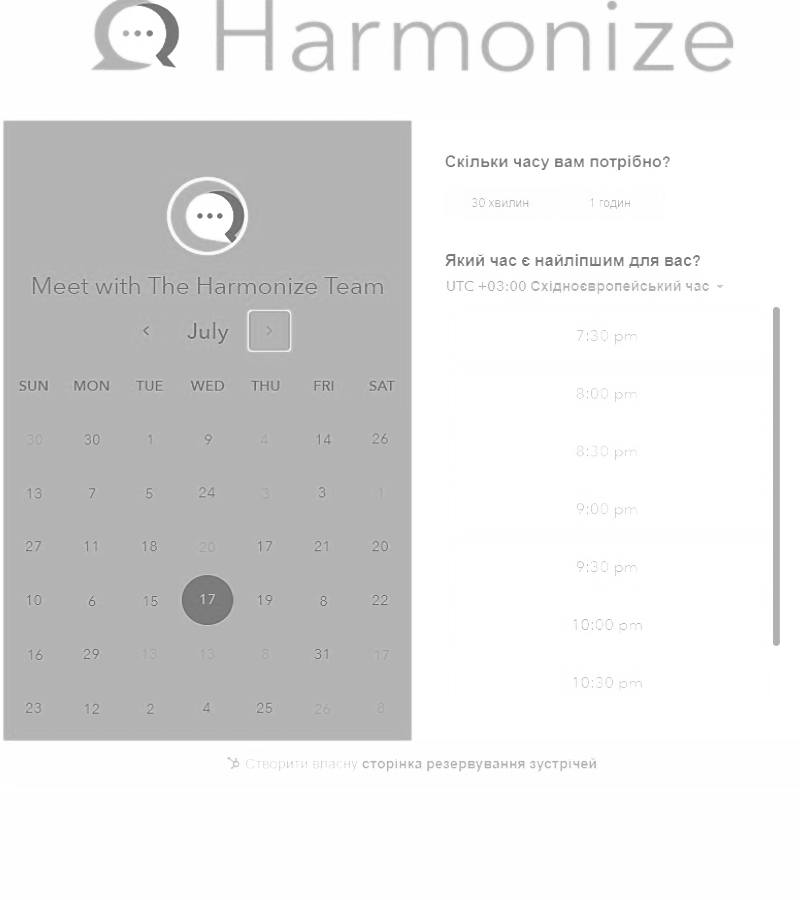 Harmonize
Meet with The Harmonize Team
July
SUN MON TUE WED THU FRI SAT
30 30 1 9 4 14 26
13 7 5 24 3 3 1
27 11 18 20 17 21 20
10 6 15 17 19 8 22
16 29 13 13 8 31 17
23 12 2 4 25 26 8
Скільки часу вам потрібно?
30 хвилин 1 годин
Який час є найліпшим для вас?
UTC +03:00 Східноєвропейський час
7:30 pm
8:00 pm
8:30 pm
9:00 pm
9:30 pm
10:00 pm
10:30 pm
Створити власну сторінка резервування зустрічей